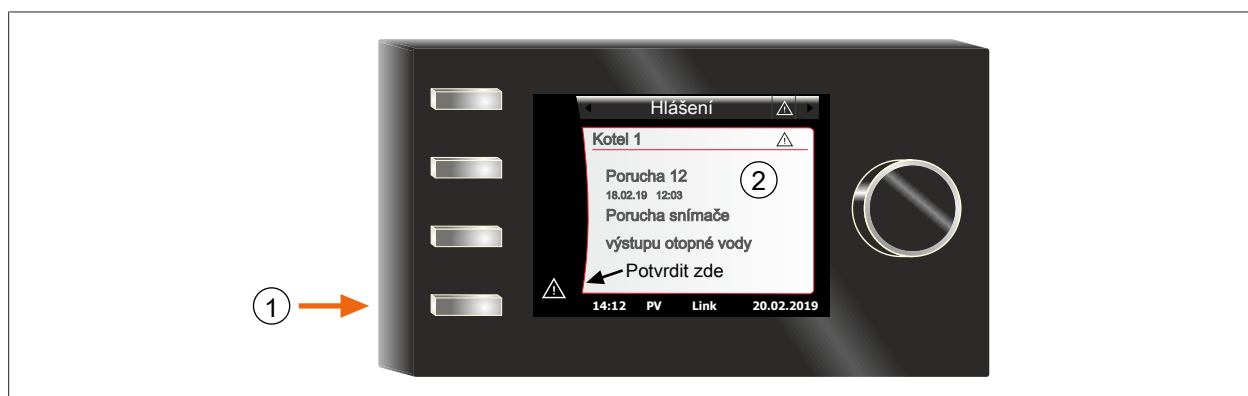 Hlášení
Kotel 1
Porucha 12
18.02.19 12:03
Porucha snímače
výstupu otopné vody
Potvrdit zde
14:12 PV Link 20.02.2019
1
2